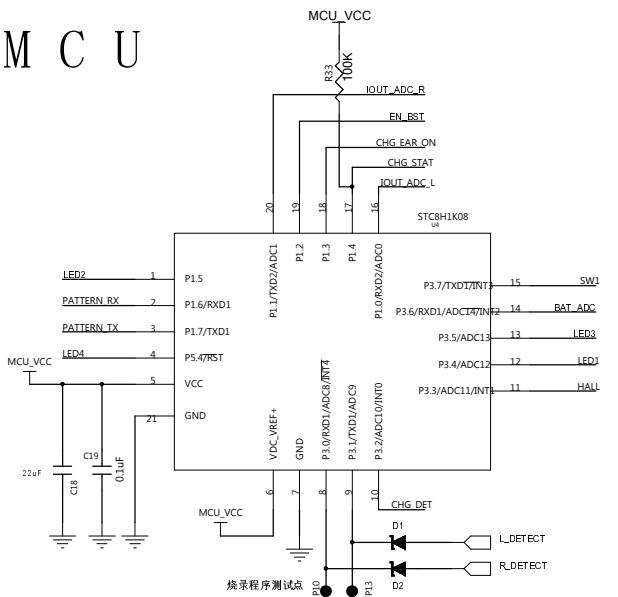 MCU
MCU_VCC
R33
100K
IOUT_ADC_R
EN_BST
CHG_EAR_ON
CHG_STAT
IOUT_ADC_L
20
19
18
17
16
STC8H1K08
U4
P1.1/TXD2/ADC1
P1.2
P1.3
P1.4
P1.0/RXD2/ADC0
LED2
1
P1.5
PATTERN_RX
2
P1.6/RXD1
PATTERN_TX
3
P1.7/TXD1
LED4
4
P5.4/RST
MCU_VCC
5
VCC
21
GND
P3.7/TXD1/INT3
15
SW1
P3.6/RXD1/ADC14/INT2
14
BAT_ADC
P3.5/ADC13
13
LED3
P3.4/ADC12
12
LED1
P3.3/ADC11/INT1
11
HALL
VDC_VREF+
GND
P3.0/RXD1/ADC8/INT4
P3.1/TXD1/ADC9
P3.2/ADC10/INT0
22uF
C18
C19
0.1uF
6
7
8
9
10
MCU_VCC
CHG_DET
D1
L_DETECT
R_DETECT
D2
烧录程序测试点
P10
P13